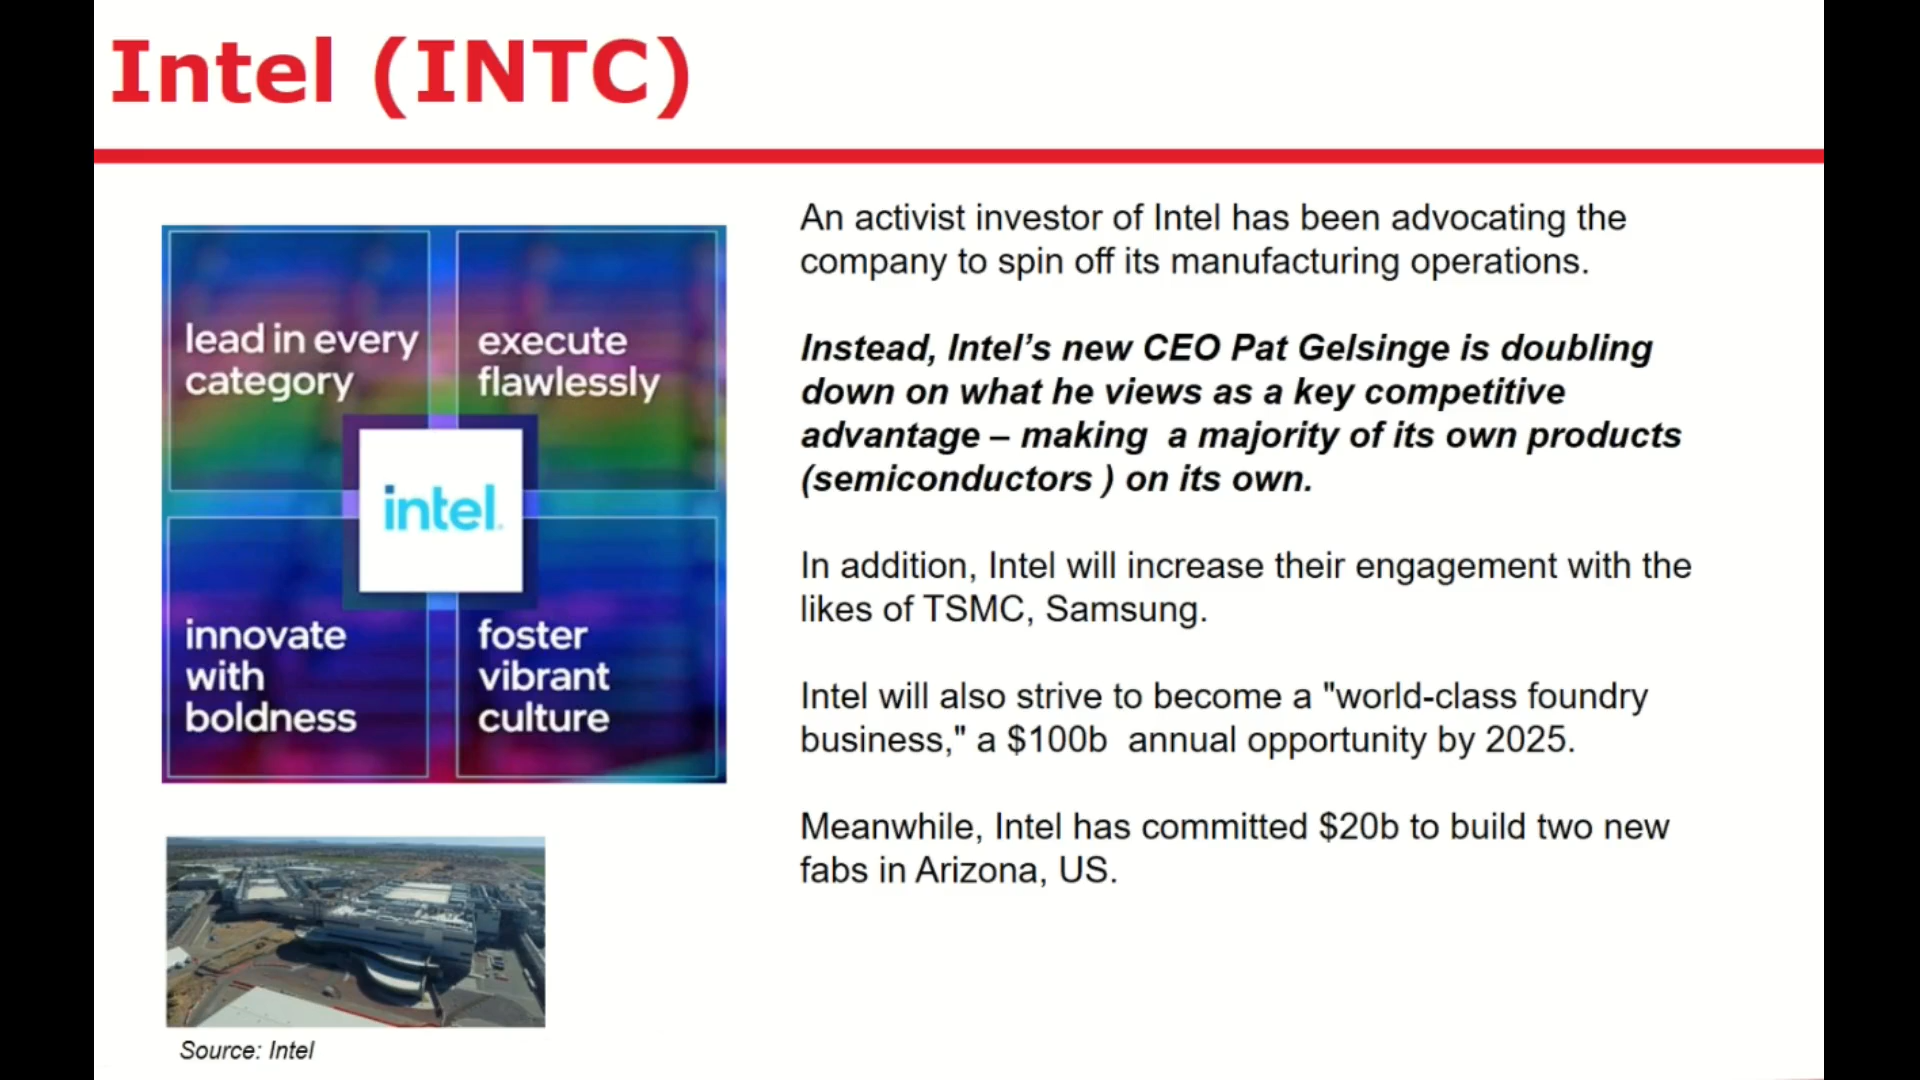 Intel (INTC)
lead in every
category
execute
flawlessly
intel.
innovate
with
boldness
foster
vibrant
culture
Source: Intel
An activist investor of Intel has been advocating the
company to spin off its manufacturing operations.
Instead, Intel’s new CEO Pat Gelsinge is doubling
down on what he views as a key competitive
advantage – making  a majority of its own products
(semiconductors ) on its own.
In addition, Intel will increase their engagement with the
likes of TSMC, Samsung.
Intel will also strive to become a "world-class foundry
business," a $100b  annual opportunity by 2025.
Meanwhile, Intel has committed $20b to build two new
fabs in Arizona, US.